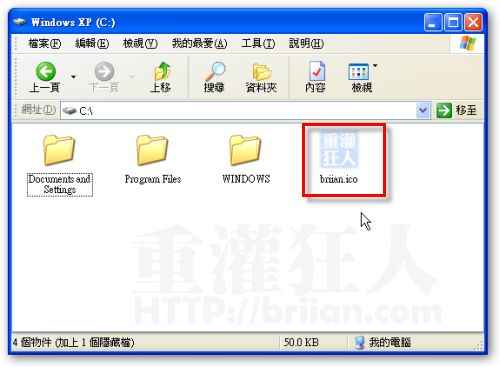 Windows XP (C:)
檔案(F) 編輯(E) 檢視(V) 我的最愛(A) 工具(T) 說明(H)
上一頁 下一頁 上移 搜尋 資料夾 內容 檢視
網址(D) C:\ 移至
Documents and Settings
Program Files
WINDOWS
重灌狂人
briian.ico
重灌狂人
HTTP://briian.com
4 個物件 (加上 1 個隱藏檔) 50.0 KB 我的電腦